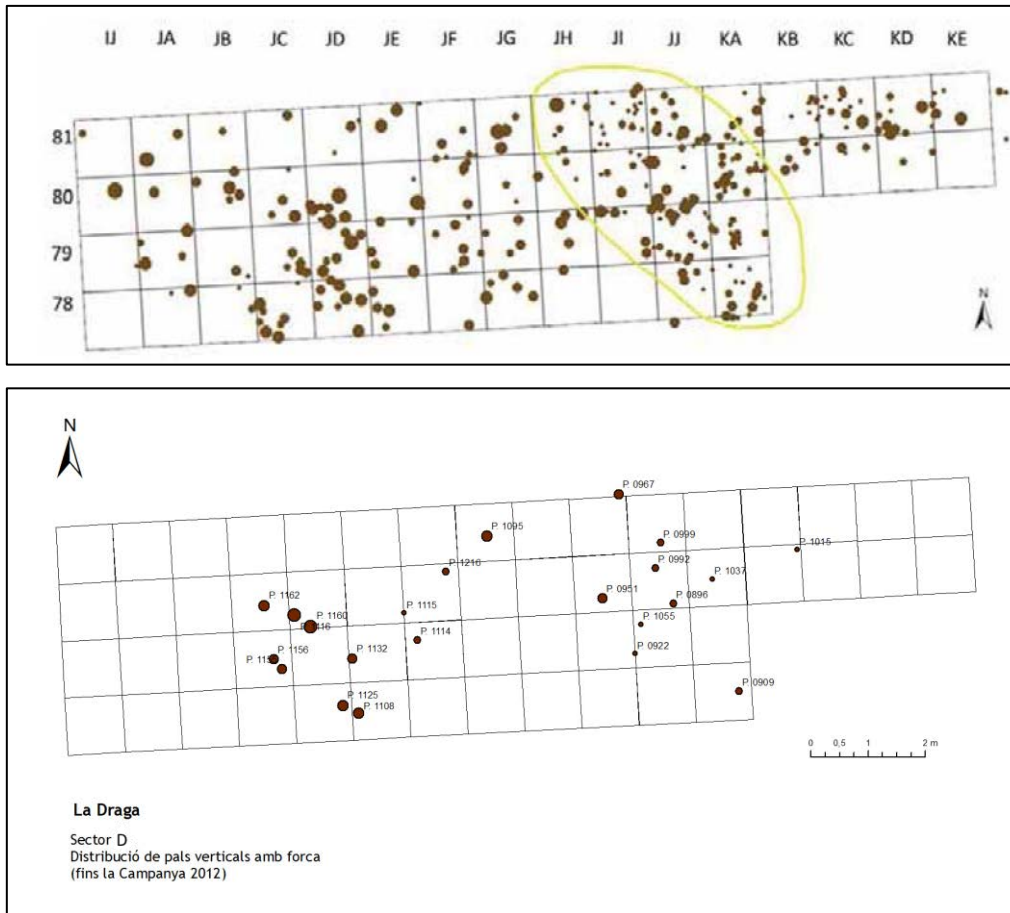 IJ JA JB JC JD JE JF JG JH JI JJ KA KB KC KD KE
81
80
79
78
N
N
P. 0967
P. 1095
P. 0999
P. 1015
P. 1216
P. 0992
P. 1037
P. 0951
P. 0896
P. 1162
P. 1115
P. 1160
P. 1055
P. 1114
P. 1156
P. 1132
P. 0922
P. 0909
P. 1125
P. 1108
0 0,5 1 2 m
La Draga
Sector D
Distribució de pals verticals amb forca
(fins la Campanya 2012)